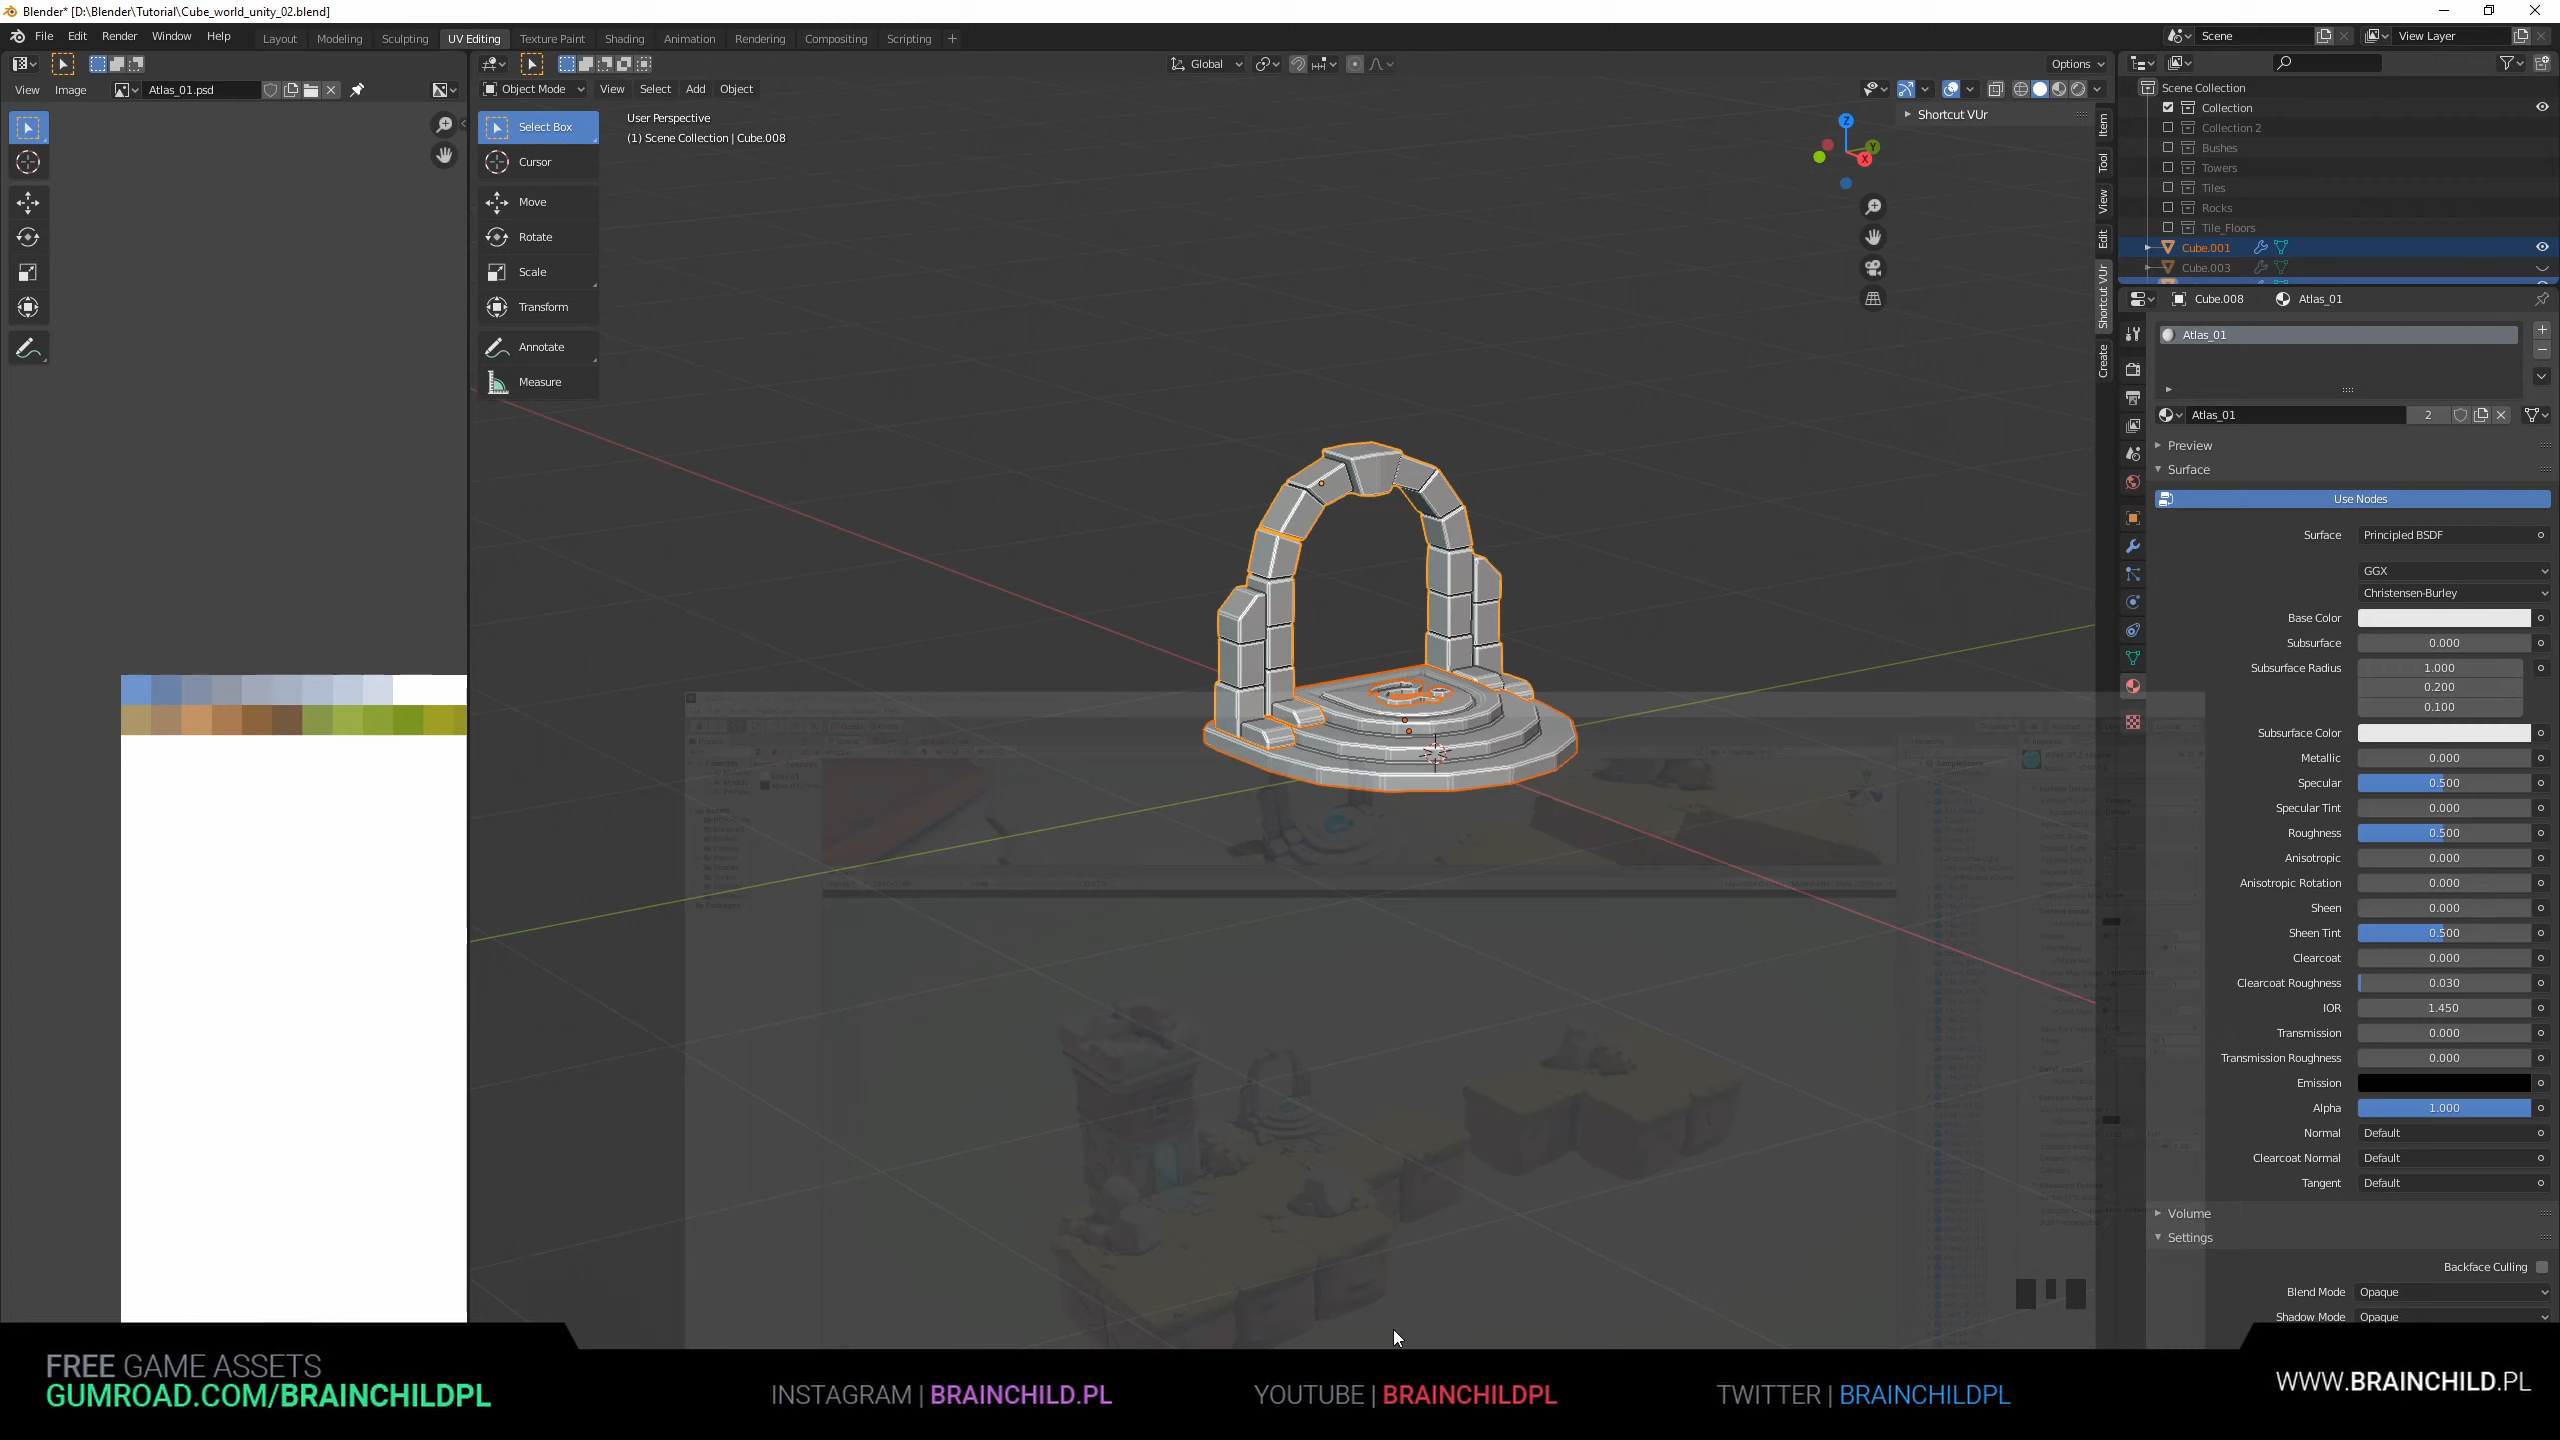 Blender* [D:\Blender\Tutorial\Cube_world_unity_02.blend]
File Edit Render Window Help Layout Modeling Sculpting UV Editing Texture Paint Shading Animation Rendering Compositing Scripting + Scene View Layer
Global Options
View Image Atlas_01.psd Object Mode View Select Add Object
Scene Collection
Collection
Collection 2
Bushes
Towers
Tiles
Rocks
Tile_Floors
Cube.001
Cube.003
Select Box
Cursor
Move
Rotate
Scale
Transform
Annotate
Measure
User Perspective
(1) Scene Collection | Cube.008
Shortcut VUr
Z
Y
X
Item
Tool
View
Edit
Shortcut VUr
Create
Cube.008 Atlas_01
Atlas_01
Atlas_01 2
Preview
Surface
Use Nodes
Surface Principled BSDF
GGX
Christensen-Burley
Base Color
Subsurface 0.000
Subsurface Radius 1.000
0.200
0.100
Subsurface Color
Metallic 0.000
Specular 0.500
Specular Tint 0.000
Roughness 0.500
Anisotropic 0.000
Anisotropic Rotation 0.000
Sheen 0.000
Sheen Tint 0.500
Clearcoat 0.000
Clearcoat Roughness 0.030
IOR 1.450
Transmission 0.000
Transmission Roughness 0.000
Emission
Alpha 1.000
Normal Default
Clearcoat Normal Default
Tangent Default
Volume
Settings
Backface Culling
Blend Mode Opaque
Shadow Mode Opaque
FREE GAME ASSETS
GUMROAD.COM/BRAINCHILDPL
INSTAGRAM | BRAINCHILD.PL
YOUTUBE | BRAINCHILDPL
TWITTER | BRAINCHILDPL
WWW.BRAINCHILD.PL